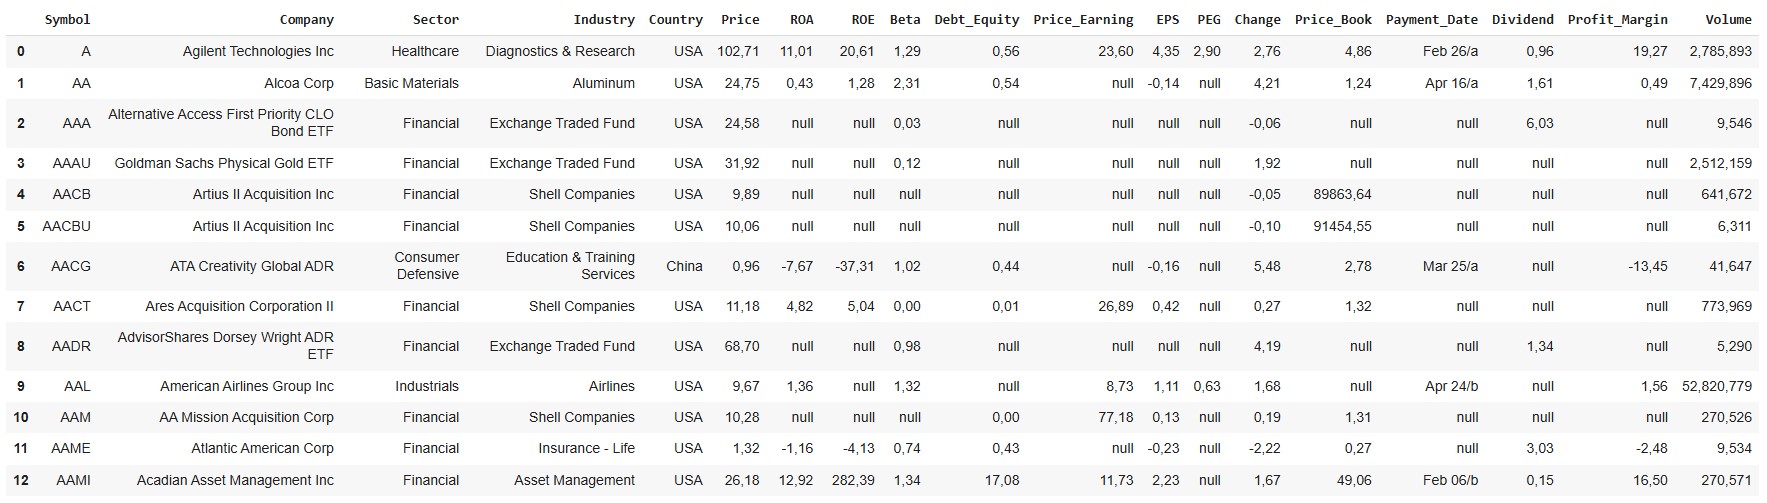 Symbol Company Sector Industry Country Price ROA ROE Beta Debt_Equity Price_Earning EPS PEG Change Price_Book Payment_Date Dividend Profit_Margin Volume
0 A Agilent Technologies Inc Healthcare Diagnostics & Research USA 102,71 11,01 20,61 1,29 0,56 23,60 4,35 2,90 2,76 4,86 Feb 26/a 0,96 19,27 2,785,893
1 AA Alcoa Corp Basic Materials Aluminum USA 24,75 0,43 1,28 2,31 0,54 null -0,14 null 4,21 1,24 Apr 16/a 1,61 0,49 7,429,896
2 AAA Alternative Access First Priority CLO Bond ETF Financial Exchange Traded Fund USA 24,58 null null 0,03 null null null null -0,06 null null 6,03 null 9,546
3 AAAU Goldman Sachs Physical Gold ETF Financial Exchange Traded Fund USA 31,92 null null 0,12 null null null null 1,92 null null null null 2,512,159
4 AACB Artius II Acquisition Inc Financial Shell Companies USA 9,89 null null null null null null null -0,05 89863,64 null null null 641,672
5 AACBU Artius II Acquisition Inc Financial Shell Companies USA 10,06 null null null null null null null -0,10 91454,55 null null null 6,311
6 AACG ATA Creativity Global ADR Consumer Defensive Education & Training Services China 0,96 -7,67 -37,31 1,02 0,44 null -0,16 null 5,48 2,78 Mar 25/a null -13,45 41,647
7 AACT Ares Acquisition Corporation II Financial Shell Companies USA 11,18 4,82 5,04 0,00 0,01 26,89 0,42 null 0,27 1,32 null null null 773,969
8 AADR AdvisorShares Dorsey Wright ADR ETF Financial Exchange Traded Fund USA 68,70 null null 0,98 null null null null 4,19 null null 1,34 null 5,290
9 AAL American Airlines Group Inc Industrials Airlines USA 9,67 1,36 null 1,32 null 8,73 1,11 0,63 1,68 null Apr 24/b null 1,56 52,820,779
10 AAM AA Mission Acquisition Corp Financial Shell Companies USA 10,28 null null null 0,00 77,18 0,13 null 0,19 1,31 null null null 270,526
11 AAME Atlantic American Corp Financial Insurance - Life USA 1,32 -1,16 -4,13 0,74 0,43 null -0,23 null -2,22 0,27 null 3,03 -2,48 9,534
12 AAMI Acadian Asset Management Inc Financial Asset Management USA 26,18 12,92 282,39 1,34 17,08 11,73 2,23 null 1,67 49,06 Feb 06/b 0,15 16,50 270,571